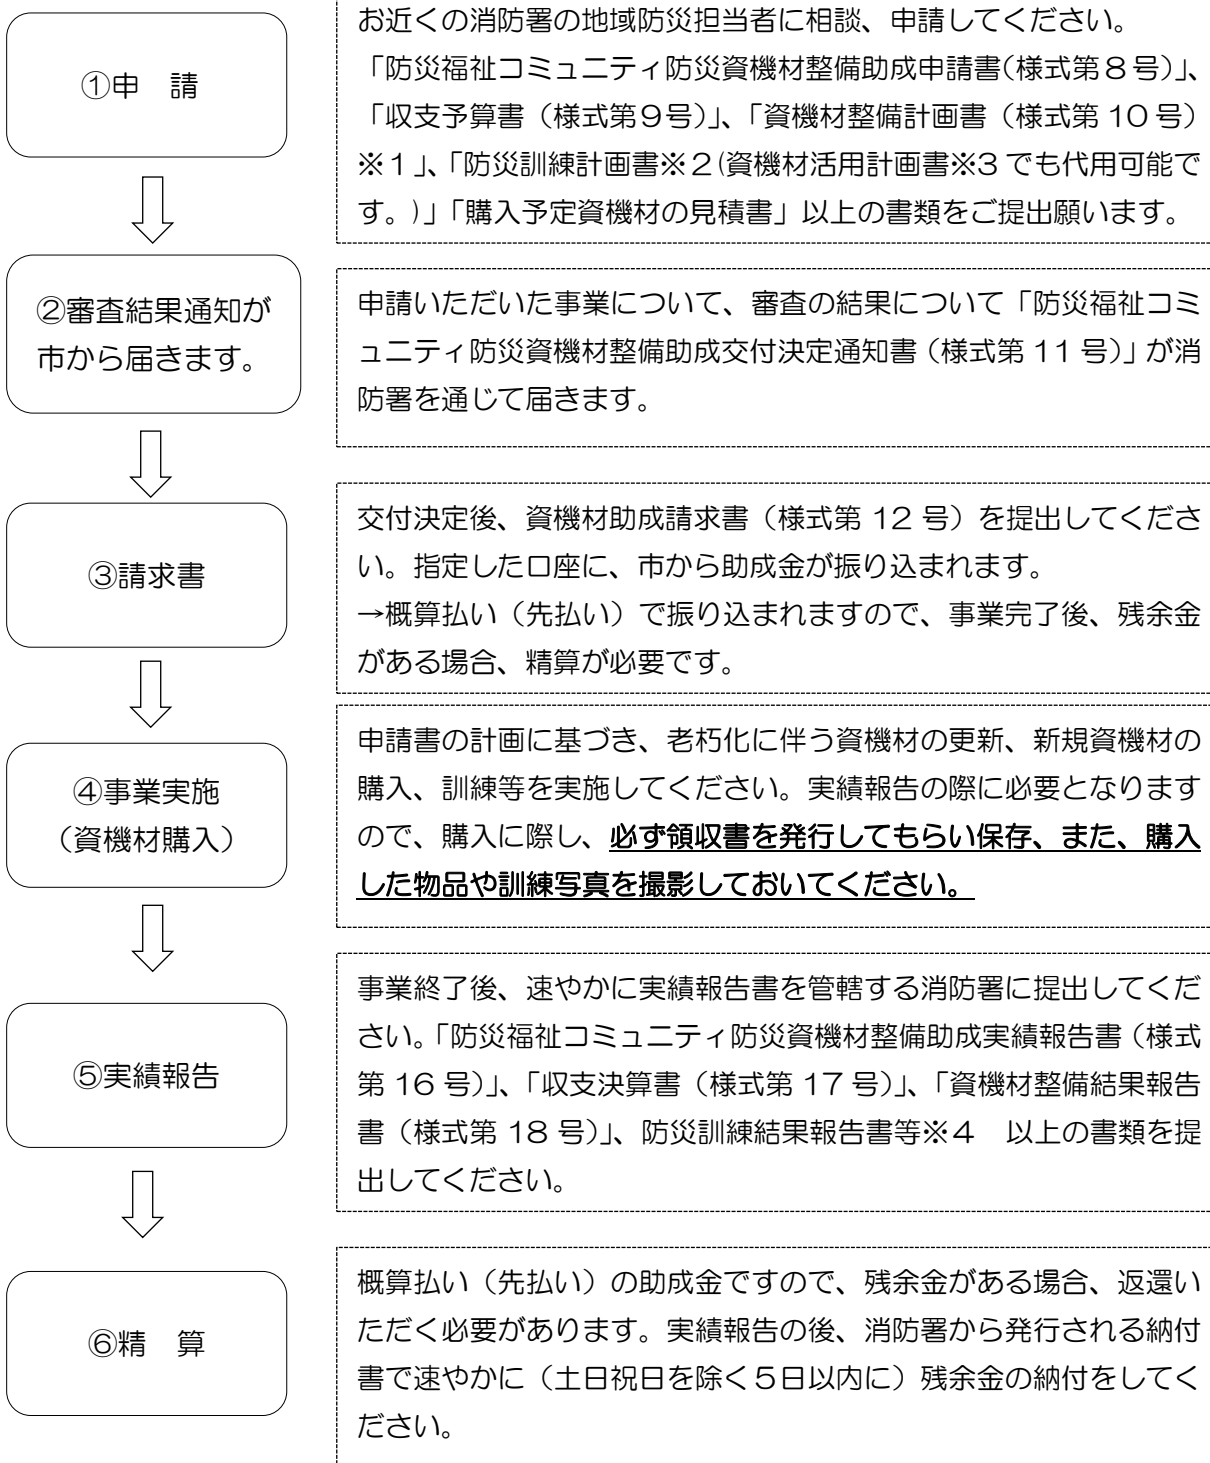 ①申　請
お近くの消防署の地域防災担当者に相談、申請してください。
「防災福祉コミュニティ防災資機材整備助成申請書(様式第８号)」、
「収支予算書（様式第９号)」、「資機材整備計画書（様式第 10 号）
※１」、「防災訓練計画書※２(資機材活用計画書※3 でも代用可能で
す。)」「購入予定資機材の見積書」以上の書類をご提出願います。
②審査結果通知が
市から届きます。
申請いただいた事業について、審査の結果について「防災福祉コミ
ュニティ防災資機材整備助成交付決定通知書（様式第 11 号)」が消
防署を通じて届きます。
③請求書
交付決定後、資機材助成請求書（様式第 12 号）を提出してくださ
い。指定した口座に、市から助成金が振り込まれます。
→概算払い（先払い）で振り込まれますので、事業完了後、残余金
がある場合、精算が必要です。
④事業実施
（資機材購入）
申請書の計画に基づき、老朽化に伴う資機材の更新、新規資機材の
購入、訓練等を実施してください。実績報告の際に必要となります
ので、購入に際し、必ず領収書を発行してもらい保存、また、購入
した物品や訓練写真を撮影しておいてください。
⑤実績報告
事業終了後、速やかに実績報告書を管轄する消防署に提出してくだ
さい。「防災福祉コミュニティ防災資機材整備助成実績報告書（様式
第 16 号)」、「収支決算書（様式第 17 号)」、「資機材整備結果報告
書（様式第 18 号)」、防災訓練結果報告書等※４　以上の書類を提
出してください。
⑥精　算
概算払い（先払い）の助成金ですので、残余金がある場合、返還い
ただく必要があります。実績報告の後、消防署から発行される納付
書で速やかに（土日祝日を除く５日以内に）残余金の納付をしてく
ださい。